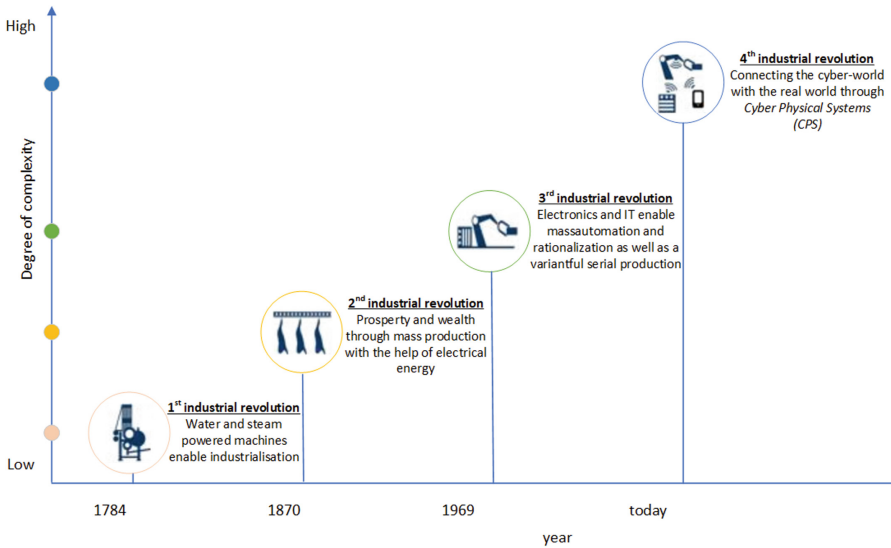 High
Degree of complexity
Low
4th industrial revolution
Connecting the cyber-world
with the real world through
Cyber Physical Systems
(CPS)
3rd industrial revolution
Electronics and IT enable
massautomation and
rationalization as well as a
variantful serial production
2nd industrial revolution
Prosperty and wealth
through mass production
with the help of electrical
energy
1st industrial revolution
Water and steam
powered machines
enable industrialisation
1784
1870
1969
today
year